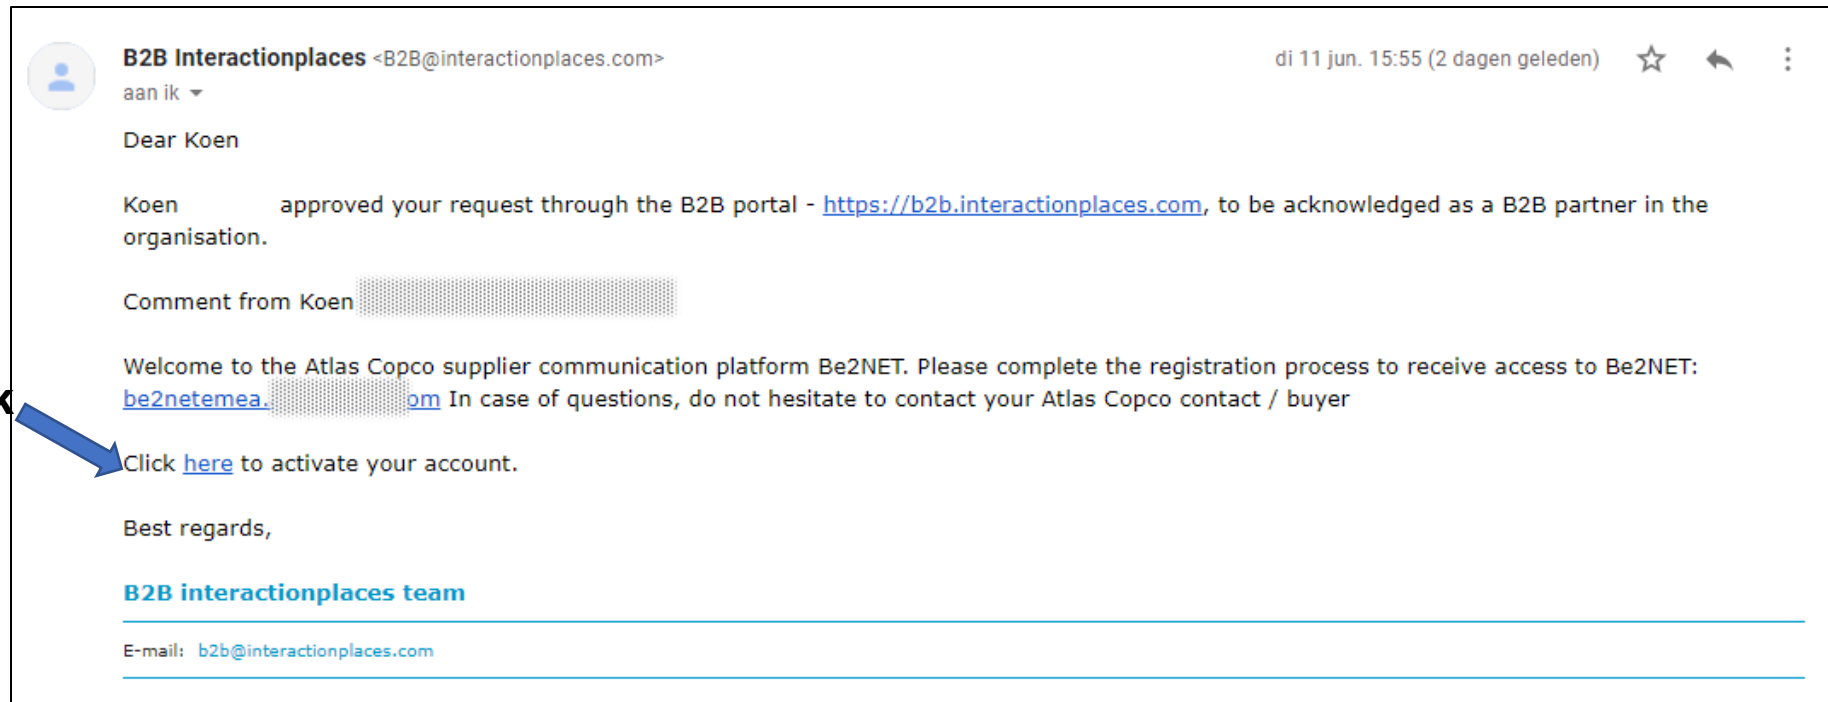 B2B Interactionplaces <B2B@interactionplaces.com> di 11 jun. 15:55 (2 dagen geleden)
aan ik
Dear Koen
Koen approved your request through the B2B portal - https://b2b.interactionplaces.com, to be acknowledged as a B2B partner in the
organisation.
Comment from Koen
Welcome to the Atlas Copco supplier communication platform Be2NET. Please complete the registration process to receive access to Be2NET:
be2netemea. om In case of questions, do not hesitate to contact your Atlas Copco contact / buyer
Click here to activate your account.
Best regards,
B2B interactionplaces team
E-mail: b2b@interactionplaces.com